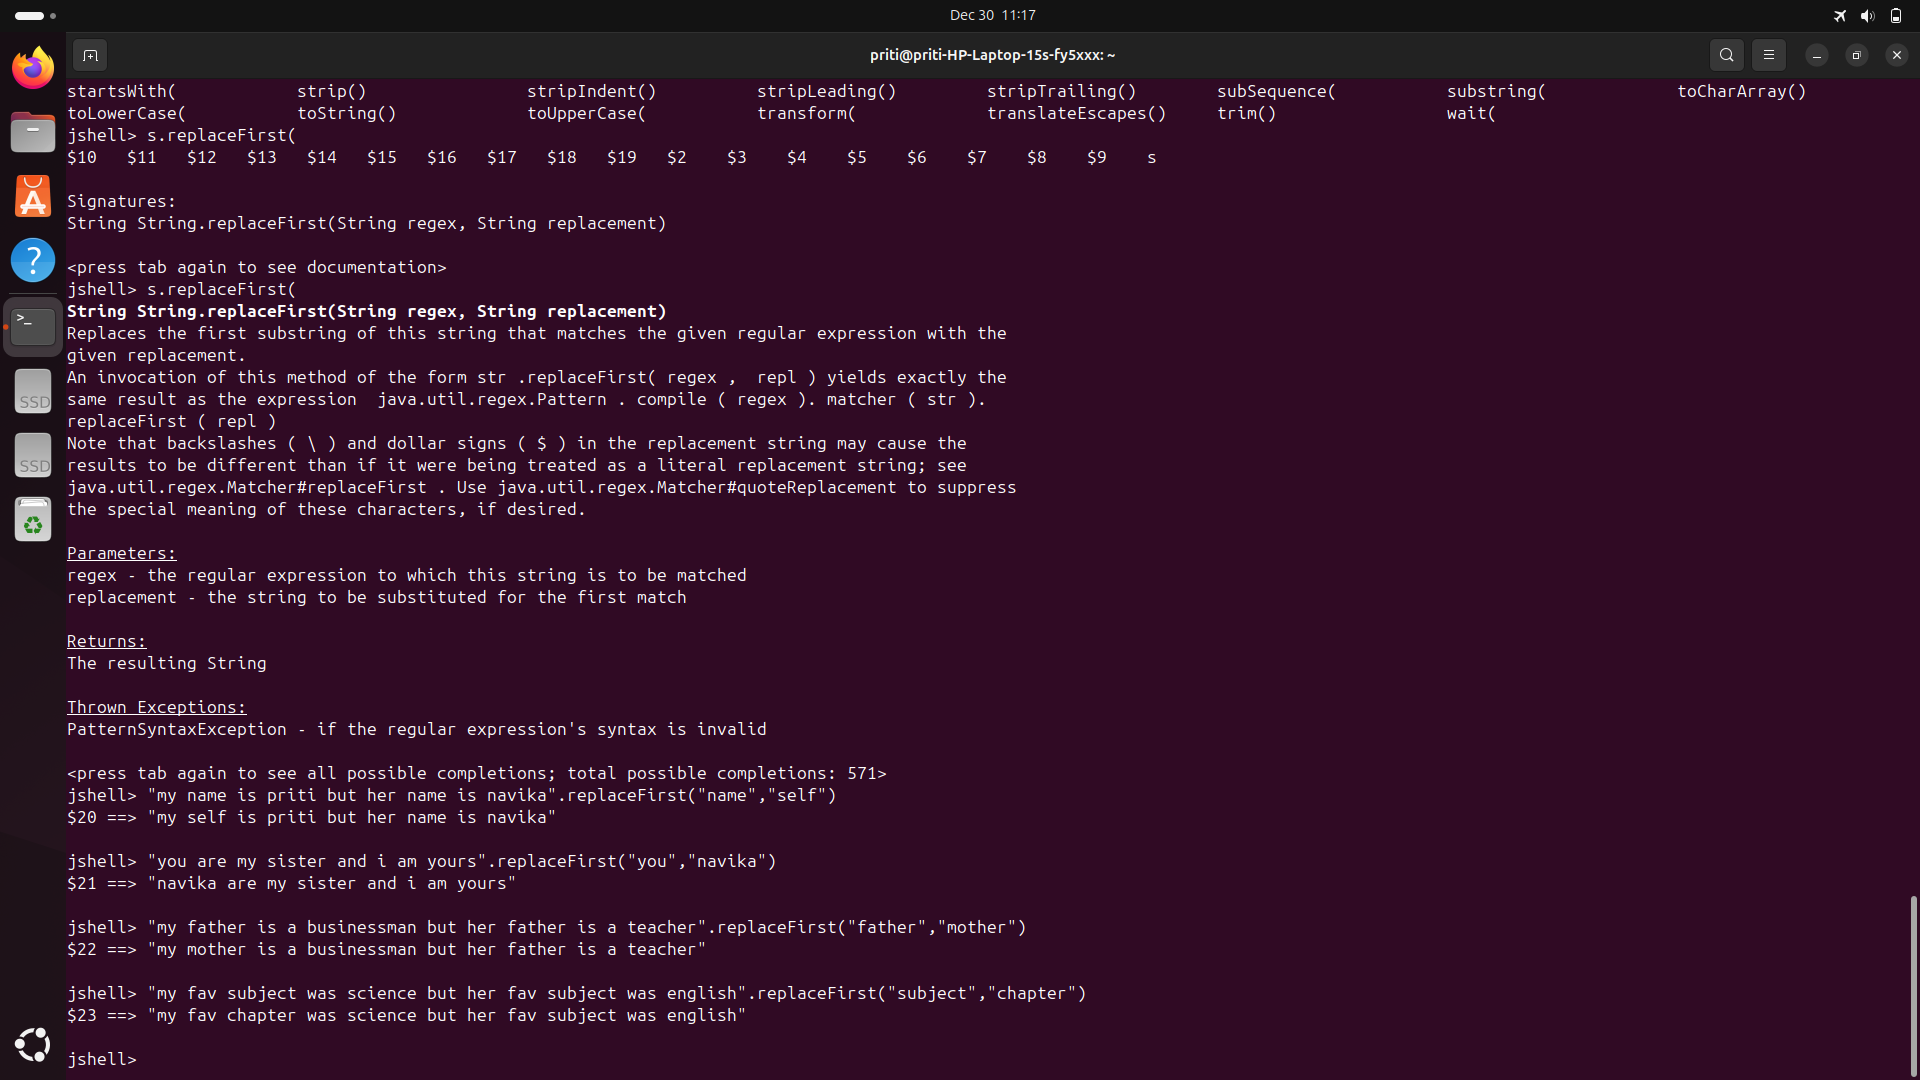 Dec 30 11:17
priti@priti-HP-Laptop-15s-fy5xxx: ~
startsWith( strip() stripIndent() stripLeading() stripTrailing() subSequence( substring( toCharArray()
toLowerCase( toString() toUpperCase( transform( translateEscapes() trim() wait(
jshell> s.replaceFirst(
$10 $11 $12 $13 $14 $15 $16 $17 $18 $19 $2 $3 $4 $5 $6 $7 $8 $9 s
Signatures:
String String.replaceFirst(String regex, String replacement)
<press tab again to see documentation>
jshell> s.replaceFirst(
String String.replaceFirst(String regex, String replacement)
Replaces the first substring of this string that matches the given regular expression with the
given replacement.
An invocation of this method of the form str .replaceFirst( regex ,  repl ) yields exactly the
same result as the expression  java.util.regex.Pattern . compile ( regex ). matcher ( str ).
replaceFirst ( repl )
Note that backslashes ( \ ) and dollar signs ( $ ) in the replacement string may cause the
results to be different than if it were being treated as a literal replacement string; see
java.util.regex.Matcher#replaceFirst . Use java.util.regex.Matcher#quoteReplacement to suppress
the special meaning of these characters, if desired.
Parameters:
regex - the regular expression to which this string is to be matched
replacement - the string to be substituted for the first match
Returns:
The resulting String
Thrown Exceptions:
PatternSyntaxException - if the regular expression's syntax is invalid
<press tab again to see all possible completions; total possible completions: 571>
jshell> "my name is priti but her name is navika".replaceFirst("name","self")
$20 ==> "my self is priti but her name is navika"
jshell> "you are my sister and i am yours".replaceFirst("you","navika")
$21 ==> "navika are my sister and i am yours"
jshell> "my father is a businessman but her father is a teacher".replaceFirst("father","mother")
$22 ==> "my mother is a businessman but her father is a teacher"
jshell> "my fav subject was science but her fav subject was english".replaceFirst("subject","chapter")
$23 ==> "my fav chapter was science but her fav subject was english"
jshell>
SSD
SSD